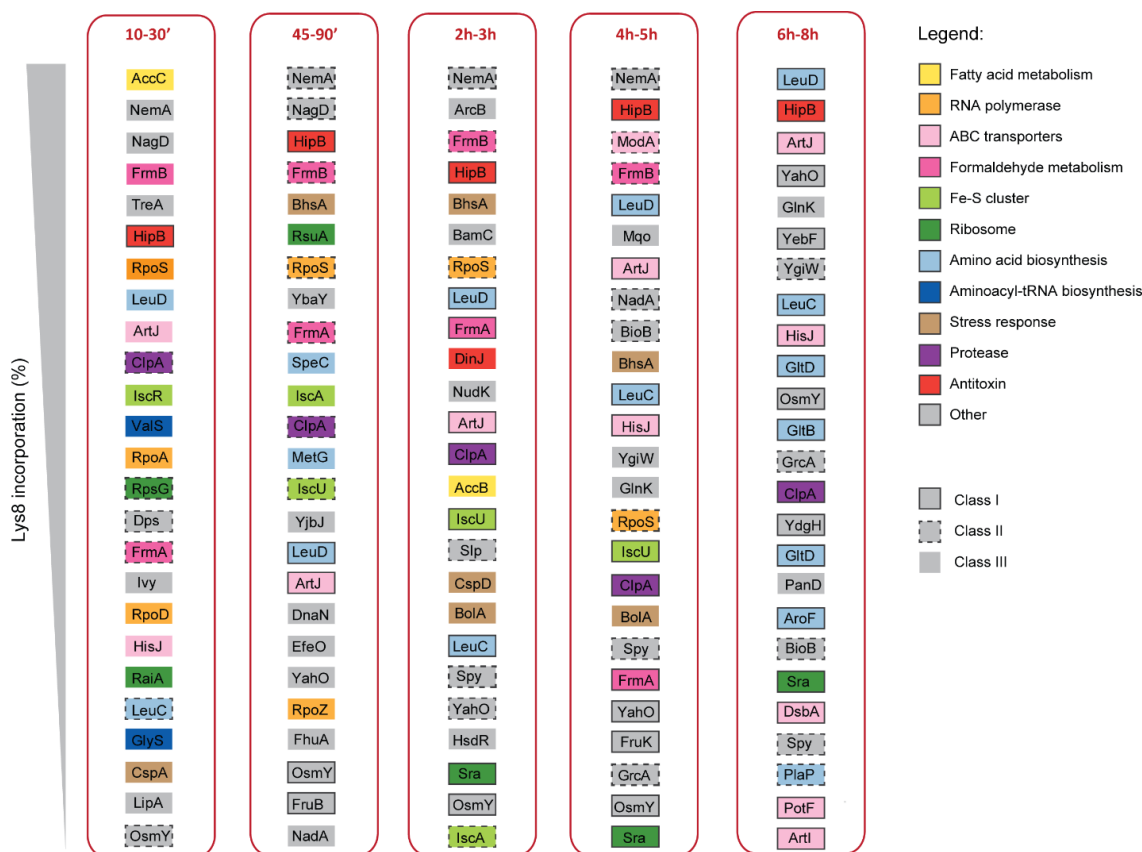 10-30’
AccC
NemA
NagD
FrmB
TreA
HipB
RpoS
LeuD
ArtJ
ClpA
IscR
ValS
RpoA
RpsG
Dps
FrmA
Ivy
RpoD
HisJ
RaiA
LeuC
GlyS
CspA
LipA
OsmY
45-90’
NemA
NagD
HipB
FrmB
BhsA
RsuA
RpoS
YbaY
FrmA
SpeC
IscA
ClpA
MetG
IscU
YjbJ
LeuD
ArtJ
DnaN
EfeO
YahO
RpoZ
FhuA
OsmY
FruB
NadA
2h-3h
NemA
ArcB
FrmB
HipB
BhsA
BamC
RpoS
LeuD
FrmA
DinJ
NudK
ArtJ
ClpA
AccB
IscU
Slp
CspD
BolA
LeuC
Spy
YahO
HsdR
Sra
OsmY
IscA
4h-5h
NemA
HipB
ModA
FrmB
LeuD
Mqo
ArtJ
NadA
BioB
BhsA
LeuC
HisJ
YgiW
GlnK
RpoS
IscU
ClpA
BolA
Spy
FrmA
YahO
FruK
GrcA
OsmY
Sra
6h-8h
LeuD
HipB
ArtJ
YahO
GlnK
YebF
YgiW
LeuC
HisJ
GltD
OsmY
GltB
GrcA
ClpA
YdgH
GltD
PanD
AroF
BioB
Sra
DsbA
Spy
PlaP
PotF
ArtI
Lys8 incorporation (%)
Legend:
Fatty acid metabolism
RNA polymerase
ABC transporters
Formaldehyde metabolism
Fe-S cluster
Ribosome
Amino acid biosynthesis
Aminoacyl-tRNA biosynthesis
Stress response
Protease
Antitoxin
Other
Class I
Class II
Class III